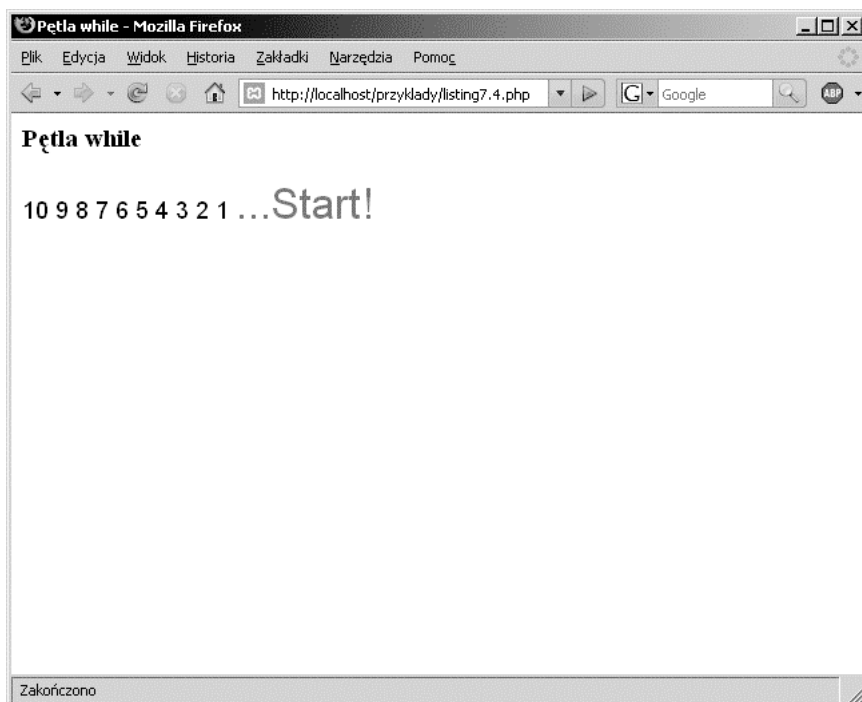 Pętla while - Mozilla Firefox
Plik Edycja Widok Historia Zakładki Narzędzia Pomoc
http://localhost/przyklady/listing7.4.php G Google ABP
Pętla while
10 9 8 7 6 5 4 3 2 1 ...Start!
Zakończono